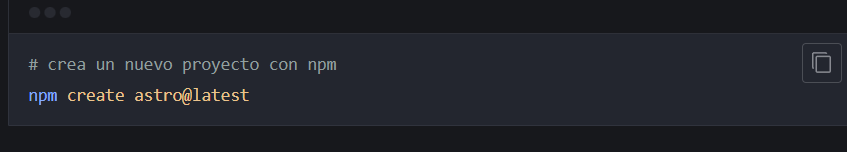 # crea un nuevo proyecto con npm
npm create astro@latest